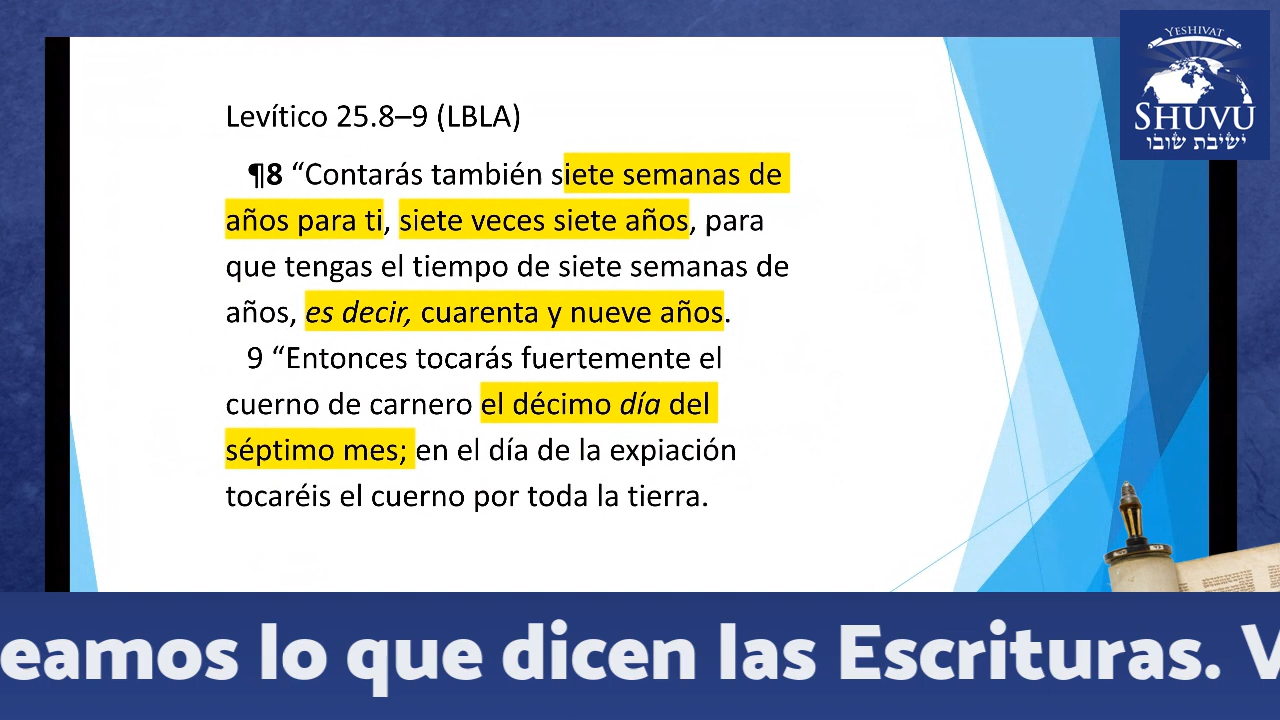 YESHIVAT
SHUVU
ישיבת שובו
Levítico 25.8–9 (LBLA)
¶8 “Contarás también siete semanas de
años para ti, siete veces siete años, para
que tengas el tiempo de siete semanas de
años, es decir, cuarenta y nueve años.
9 “Entonces tocarás fuertemente el
cuerno de carnero el décimo día del
séptimo mes; en el día de la expiación
tocaréis el cuerno por toda la tierra.
eamos lo que dicen las Escrituras. V